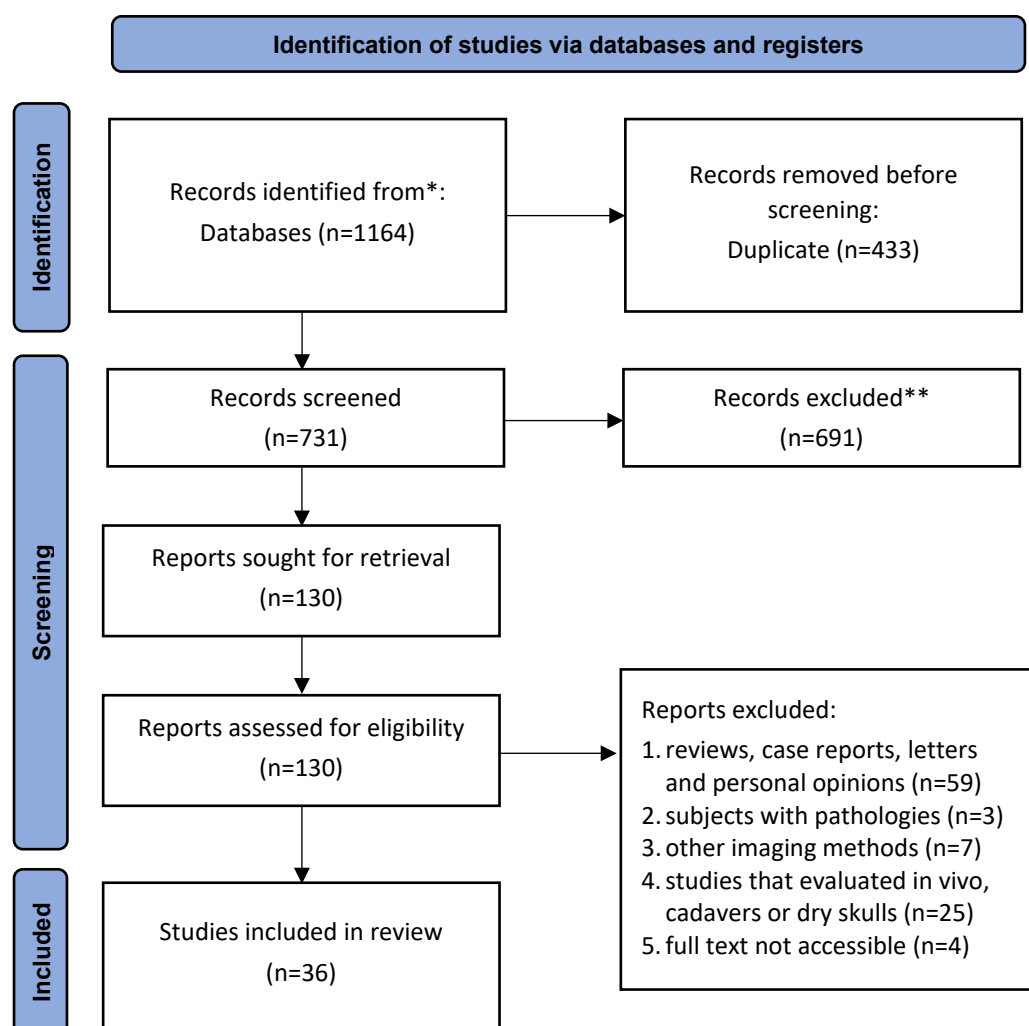 Identification of studies via databases and registers
Identification
Records identified from*:
Databases (n=1164)
Records removed before
screening:
Duplicate (n=433)
Screening
Records screened
(n=731)
Records excluded**
(n=691)
Reports sought for retrieval
(n=130)
Reports assessed for eligibility
(n=130)
Reports excluded:
1. reviews, case reports, letters
and personal opinions (n=59)
2. subjects with pathologies (n=3)
3. other imaging methods (n=7)
4. studies that evaluated in vivo,
cadavers or dry skulls (n=25)
5. full text not accessible (n=4)
Included
Studies included in review
(n=36)